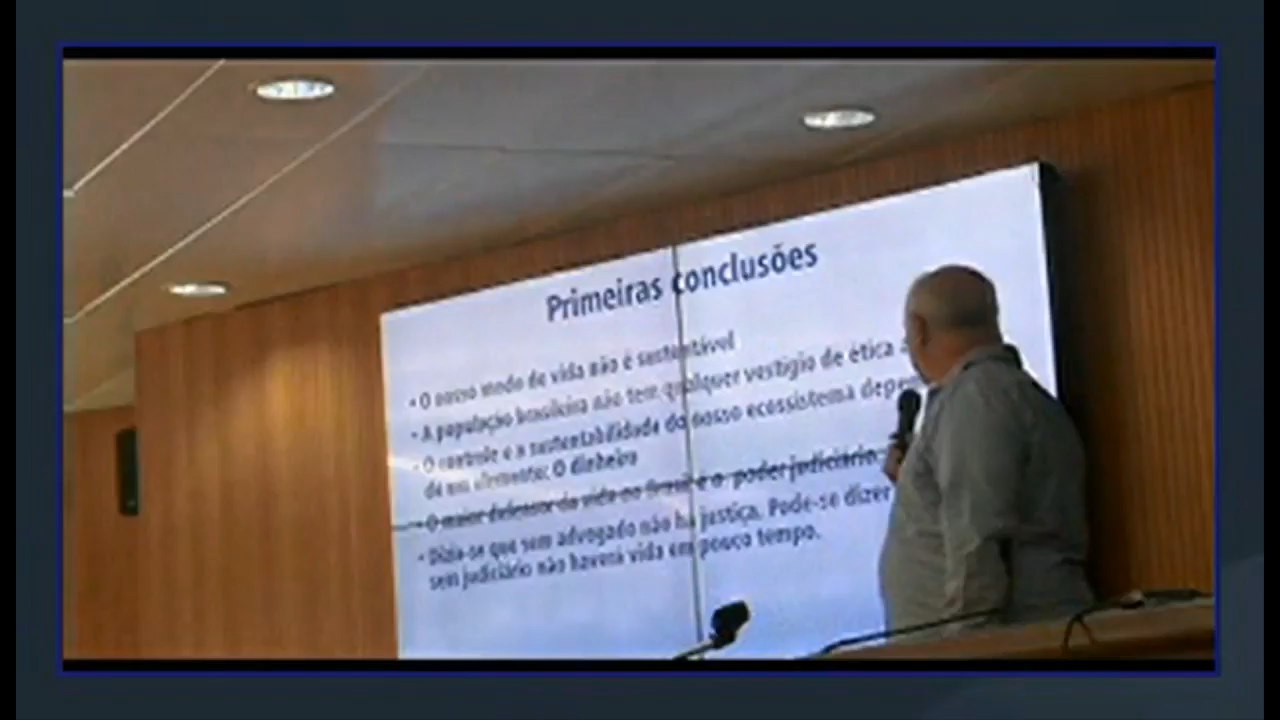 Primeiras conclusões
• O nosso modo de vida não é sustentável
• A população brasileira não tem qualquer vestígio de ética
• O controle e a sustentabilidade do nosso ecossistema
de um elemento: O dinheiro
• O maior defensor da vida no Brasil é o poder judiciário.
• Dizia-se que sem advogado não há justiça. Pode-se dizer
sem judiciário não haverá vida em pouco tempo.